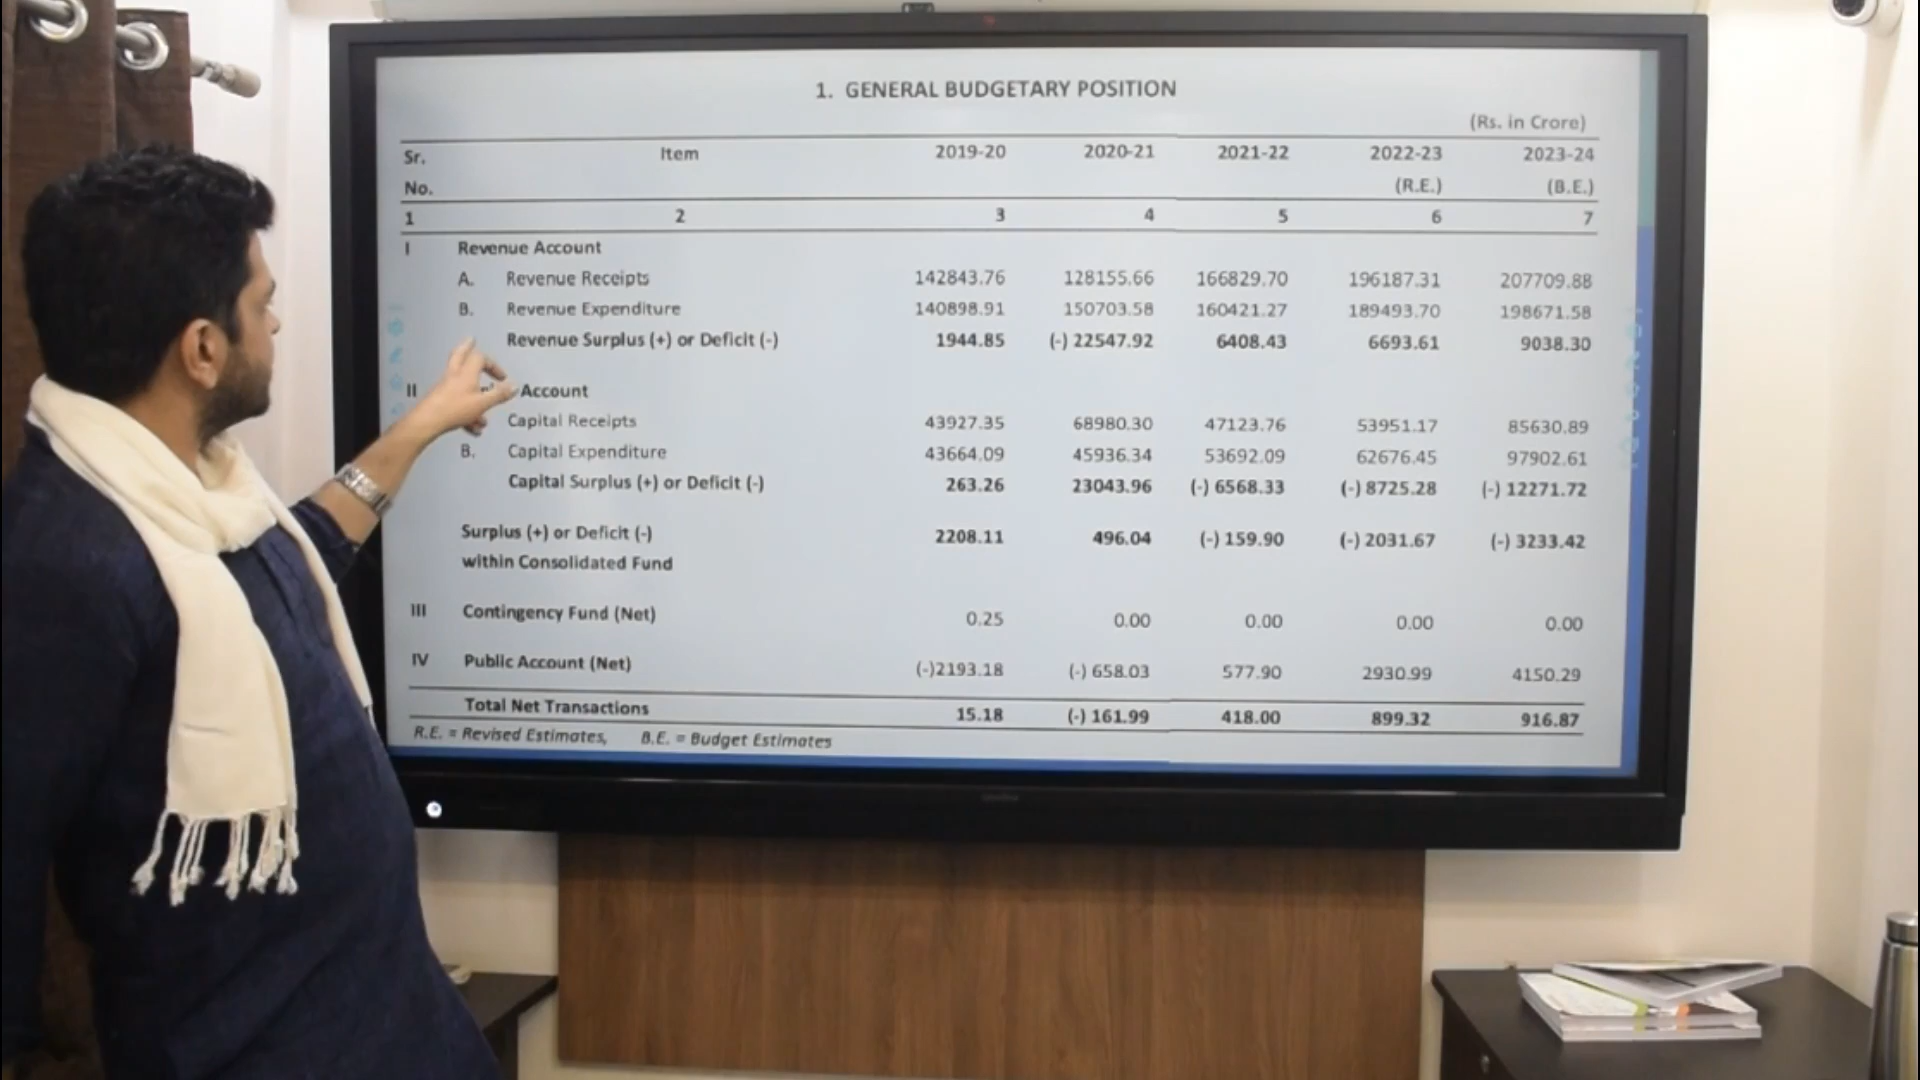 1. GENERAL BUDGETARY POSITION
(Rs. in Crore)
Sr. Item 2019-20 2020-21 2021-22 2022-23 2023-24
No. (R.E.) (B.E.)
1 2 3 4 5 6 7
I Revenue Account
A. Revenue Receipts 142843.76 128155.66 166829.70 196187.31 207709.88
B. Revenue Expenditure 140898.91 150703.58 160421.27 189493.70 198671.58
Revenue Surplus (+) or Deficit (-) 1944.85 (-) 22547.92 6408.43 6693.61 9038.30
II Account
Capital Receipts 43927.35 68980.30 47123.76 53951.17 85630.89
B. Capital Expenditure 43664.09 45936.34 53692.09 62676.45 97902.61
Capital Surplus (+) or Deficit (-) 263.26 23043.96 (-) 6568.33 (-) 8725.28 (-) 12271.72
Surplus (+) or Deficit (-) 2208.11 496.04 (-) 159.90 (-) 2031.67 (-) 3233.42
within Consolidated Fund
III Contingency Fund (Net) 0.25 0.00 0.00 0.00 0.00
IV Public Account (Net) (-)2193.18 (-) 658.03 577.90 2930.99 4150.29
Total Net Transactions 15.18 (-) 161.99 418.00 899.32 916.87
R.E. = Revised Estimates, B.E. = Budget Estimates